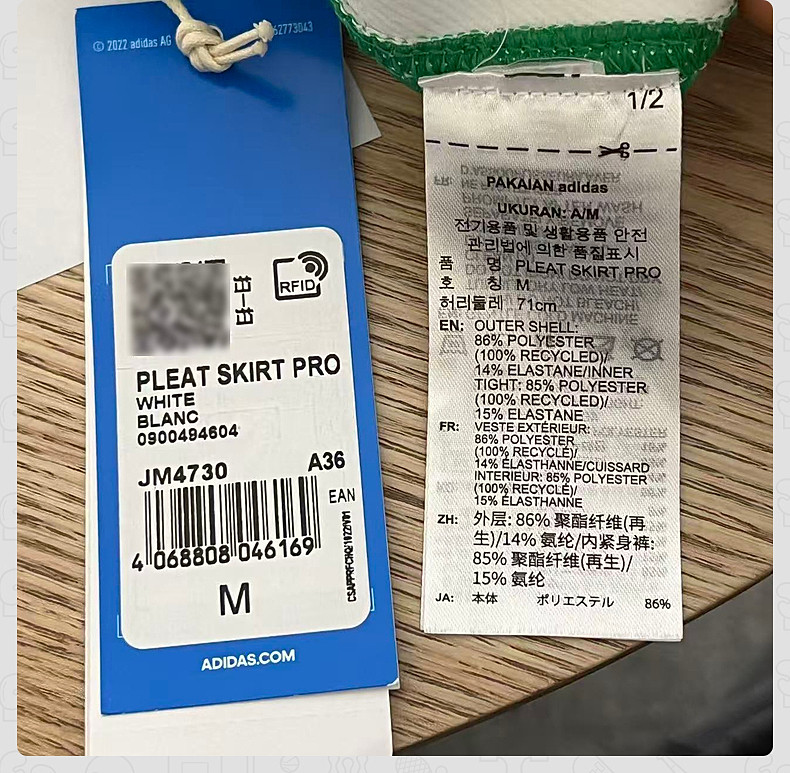 © 2022 adidas AG
62773043
RFID
PLEAT SKIRT PRO
WHITE
BLANC
0900494604
JM4730
A36
EAN
4 068808 046169
M
ADIDAS.COM
1/2
PAKAIAN adidas
UKURAN: A/M
전기용품 및 생활용품 안전
관리법에 의한 품질표시
품 명 PLEAT SKIRT PRO
호 칭 M
허리둘레 71cm
EN: OUTER SHELL:
86% POLYESTER
(100% RECYCLED)/
14% ELASTANE/INNER
TIGHT: 85% POLYESTER
(100% RECYCLED)/
15% ELASTANE
FR: VESTE EXTÉRIEUR:
86% POLYESTER
(100% RECYCLÉ)/
14% ÉLASTHANNE/CUISSARD
INTERIEUR: 85% POLYESTER
(100% RECYCLÉ)/
15% ÉLASTHANNE
ZH: 外层: 86% 聚酯纤维(再
生)/14% 氨纶/内紧身裤:
85% 聚酯纤维(再生)/
15% 氨纶
JA: 本体 ポリエステル 86%